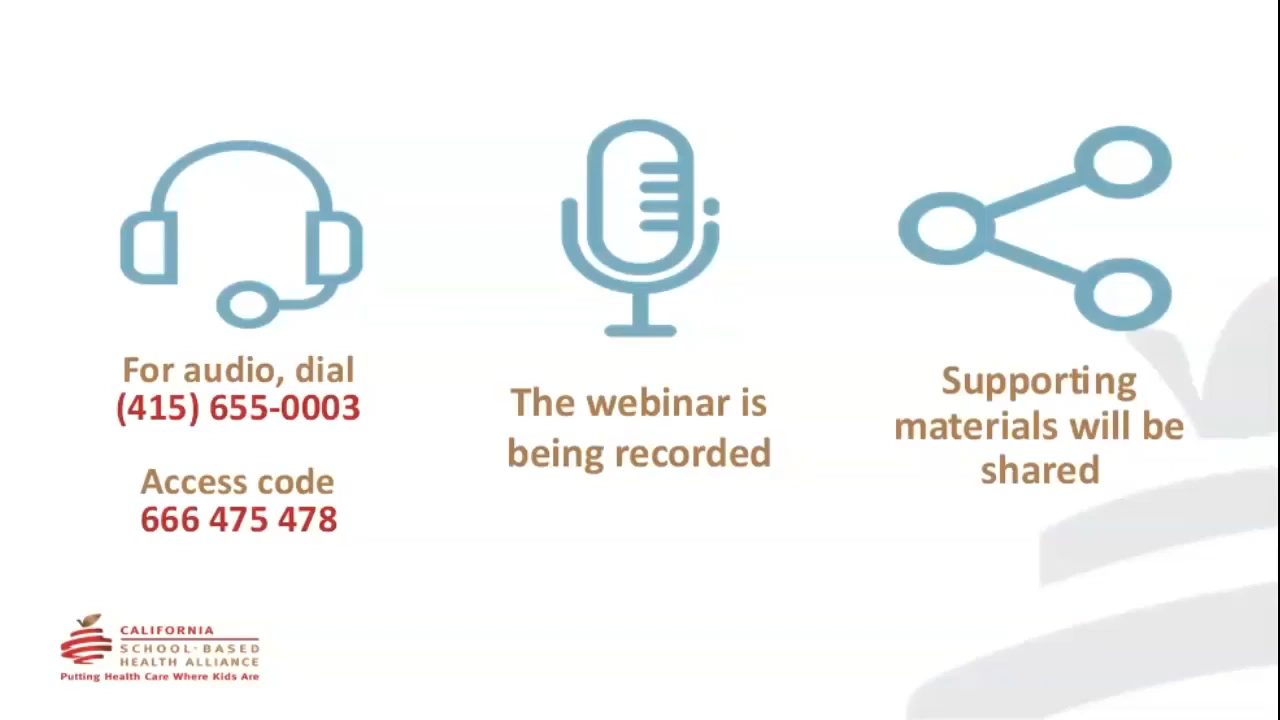 For audio, dial
(415) 655-0003
Access code
666 475 478
The webinar is
being recorded
Supporting
materials will be
shared
CALIFORNIA
SCHOOL-BASED
HEALTH ALLIANCE
Putting Health Care Where Kids Are